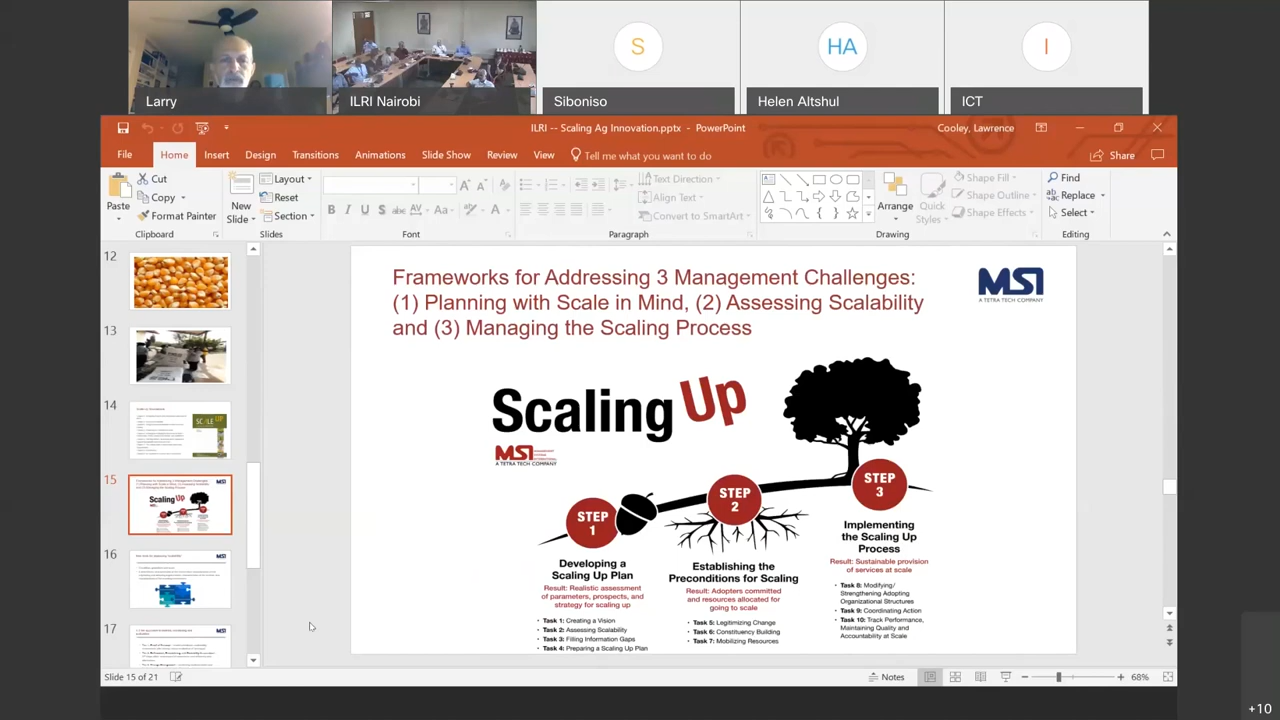 S
HA
I
Larry
ILRI Nairobi
Siboniso
Helen Altshul
ICT
ILRI -- Scaling Ag Innovation.pptx - PowerPoint
Cooley, Lawrence
File
Home
Insert
Design
Transitions
Animations
Slide Show
Review
View
Tell me what you want to do
Share
Paste
Cut
Copy
Format Painter
Clipboard
New
Slide
Layout
Reset
Section
Slides
B I U S abc AV Aa A
Font
Text Direction
Align Text
Convert to SmartArt
Paragraph
Arrange
Quick
Styles
Shape Fill
Shape Outline
Shape Effects
Drawing
Find
Replace
Select
Editing
12
13
14
15
16
17
Frameworks for Addressing 3 Management Challenges:
(1) Planning with Scale in Mind, (2) Assessing Scalability
and (3) Managing the Scaling Process
MSI
A TETRA TECH COMPANY
Scaling Up
MSI MANAGEMENT SYSTEMS INTERNATIONAL
A TETRA TECH COMPANY
STEP
1
STEP
2
STEP
3
Developing a
Scaling Up Plan
Result: Realistic assessment
of parameters, prospects, and
strategy for scaling up
• Task 1: Creating a Vision
• Task 2: Assessing Scalability
• Task 3: Filling Information Gaps
• Task 4: Preparing a Scaling Up Plan
Establishing the
Preconditions for Scaling
Result: Adopters committed
and resources allocated for
going to scale
• Task 5: Legitimizing Change
• Task 6: Constituency Building
• Task 7: Mobilizing Resources
Implementing
the Scaling Up
Process
Result: Sustainable provision
of services at scale
• Task 8: Modifying/
Strengthening Adopting
Organizational Structures
• Task 9: Coordinating Action
• Task 10: Track Performance,
Maintaining Quality and
Accountability at Scale
Slide 15 of 21
Notes
68%
+10